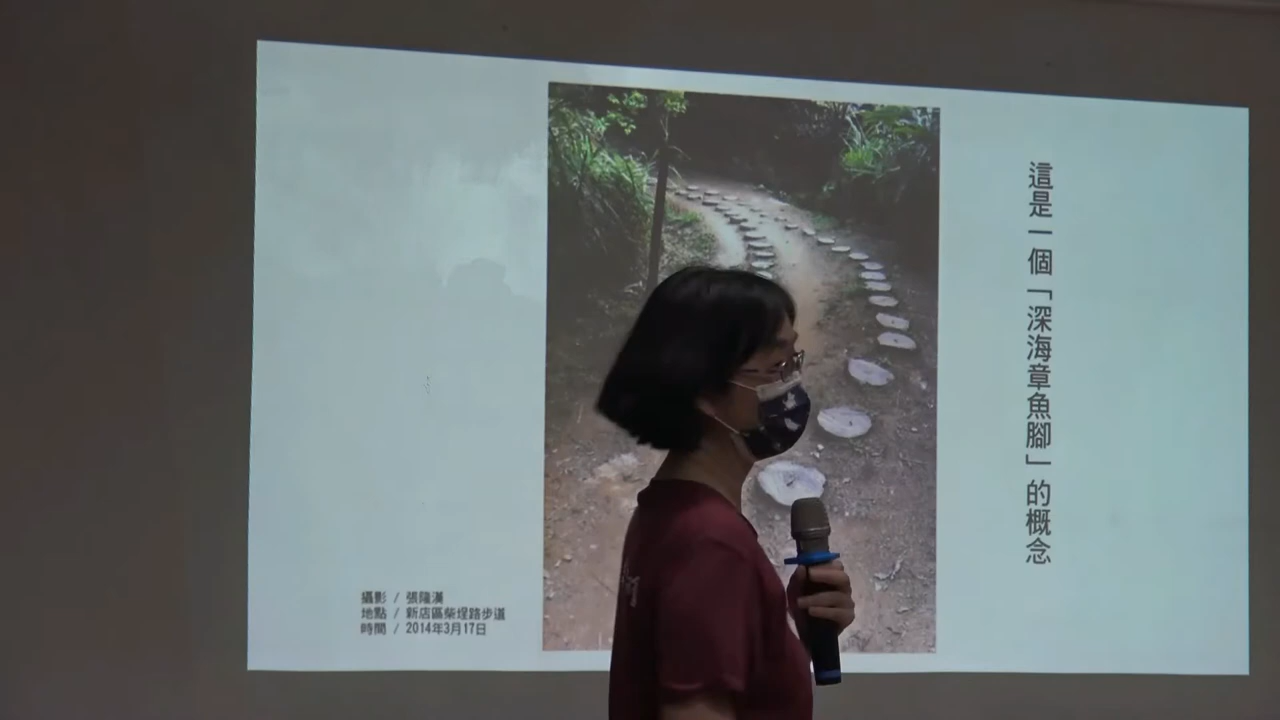 這是一個「深海章魚腳」的概念
攝影 / 張隆漢
地點 / 新店區柴埕路步道
時間 / 2014年3月17日